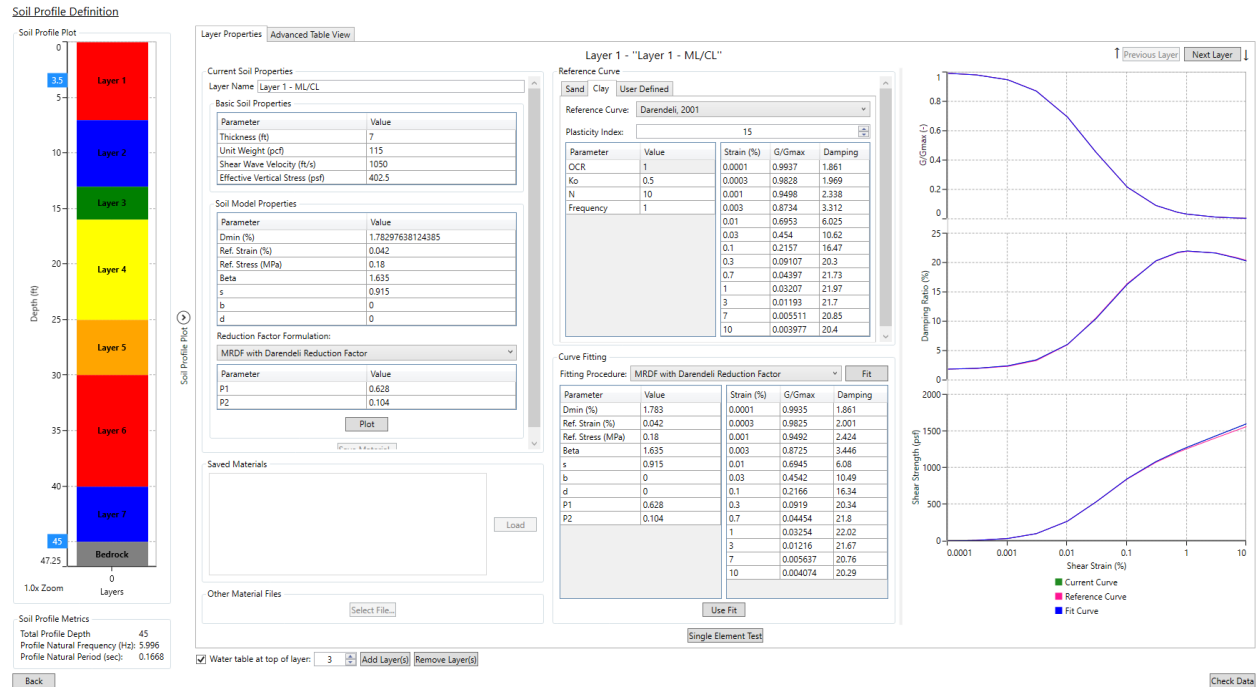 Soil Profile Definition
Soil Profile Plot
0
5
10
15
20
25
30
35
40
47.25
3.5
45
Depth (ft)
Layer 1
Layer 2
Layer 3
Layer 4
Layer 5
Layer 6
Layer 7
Bedrock
0
1.0x Zoom Layers
Soil Profile Plot
Soil Profile Metrics
Total Profile Depth 45
Profile Natural Frequency (Hz): 5.996
Profile Natural Period (sec): 0.1668
Back
Layer Properties Advanced Table View
Layer 1 - "Layer 1 - ML/CL"
Previous Layer Next Layer
Current Soil Properties
Layer Name Layer 1 - ML/CL
Basic Soil Properties
Parameter Value
Thickness (ft) 7
Unit Weight (pcf) 115
Shear Wave Velocity (ft/s) 1050
Effective Vertical Stress (psf) 402.5
Soil Model Properties
Parameter Value
Dmin (%) 1.78297638124385
Ref. Strain (%) 0.042
Ref. Stress (MPa) 0.18
Beta 1.635
s 0.915
b 0
d 0
Reduction Factor Formulation:
MRDF with Darendeli Reduction Factor
Parameter Value
P1 0.628
P2 0.104
Plot
Save Material
Saved Materials
Load
Other Material Files
Select File...
Reference Curve
Sand Clay User Defined
Reference Curve: Darendeli, 2001
Plasticity Index: 15
Parameter Value
OCR 1
Ko 0.5
N 10
Frequency 1
Strain (%) G/Gmax Damping
0.0001 0.9937 1.861
0.0003 0.9828 1.969
0.001 0.9498 2.338
0.003 0.8734 3.312
0.01 0.6953 6.025
0.03 0.454 10.62
0.1 0.2157 16.47
0.3 0.09107 20.3
0.7 0.04397 21.73
1 0.03207 21.97
3 0.01193 21.7
7 0.005511 20.85
10 0.003977 20.4
Curve Fitting
Fitting Procedure: MRDF with Darendeli Reduction Factor Fit
Parameter Value
Dmin (%) 1.783
Ref. Strain (%) 0.042
Ref. Stress (MPa) 0.18
Beta 1.635
s 0.915
b 0
d 0
P1 0.628
P2 0.104
Strain (%) G/Gmax Damping
0.0001 0.9935 1.861
0.0003 0.9825 2.001
0.001 0.9492 2.424
0.003 0.8725 3.446
0.01 0.6945 6.08
0.03 0.4542 10.49
0.1 0.2166 16.34
0.3 0.0919 20.34
0.7 0.04454 21.8
1 0.03254 22.02
3 0.01216 21.67
7 0.005637 20.76
10 0.004074 20.29
Use Fit
Single Element Test
G/Gmax (-)
1
0.8
0.6
0.4
0.2
0
Damping Ratio (%)
25
20
15
10
5
0
Shear Strength (psf)
2000
1500
1000
500
0
0.0001 0.001 0.01 0.1 1 10
Shear Strain (%)
Current Curve
Reference Curve
Fit Curve
Water table at top of layer: 3 Add Layer(s) Remove Layer(s)
Check Data